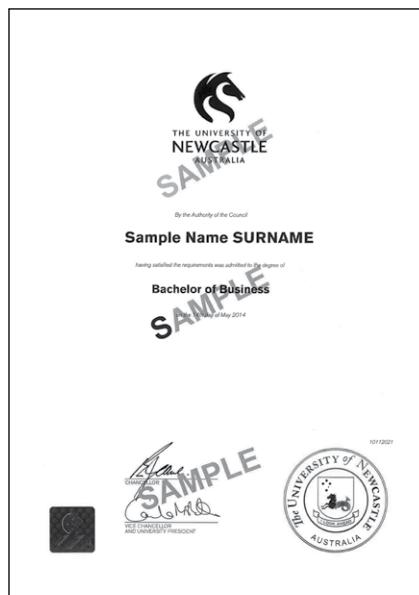 THE UNIVERSITY OF
NEWCASTLE
AUSTRALIA
SAMPLE
By the Authority of the Council
Sample Name SURNAME
having satisfied the requirements was admitted to the degree of
Bachelor of Business
SAMPLE
day of May 2014
10112021
CHANCELLOR
SAMPLE
VICE CHANCELLOR
AND UNIVERSITY PRESIDENT
The UNIVERSITY of NEWCASTLE
I LOOK AHEAD
AUSTRALIA